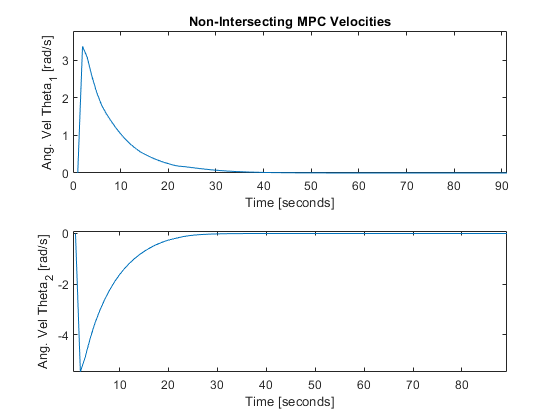 Non-Intersecting MPC Velocities
Ang. Vel Theta1 [rad/s]
3
2
1
0
0 10 20 30 40 50 60 70 80 90
Time [seconds]
Ang. Vel Theta2 [rad/s]
0
-2
-4
10 20 30 40 50 60 70 80
Time [seconds]